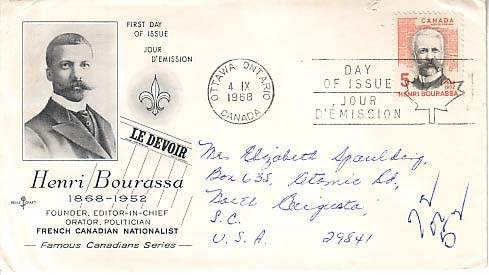 FIRST DAY
OF ISSUE
JOUR
D'EMISSION
LE DEVOIR
Henri Bourassa
1868-1952
FOUNDER, EDITOR-IN-CHIEF
ORATOR, POLITICIAN
FRENCH CANADIAN NATIONALIST
Famous Canadians Series
OTTAWA ONTARIO
4 IX
1968
CANADA
DAY
OF ISSUE
JOUR
D'ÉMISSION
CANADA
5
HENRI BOURASSA
Mrs Elizabeth Spaulding
Box 635, Atomic Rd,
North Augusta
S.C.
U.S.A. 29841